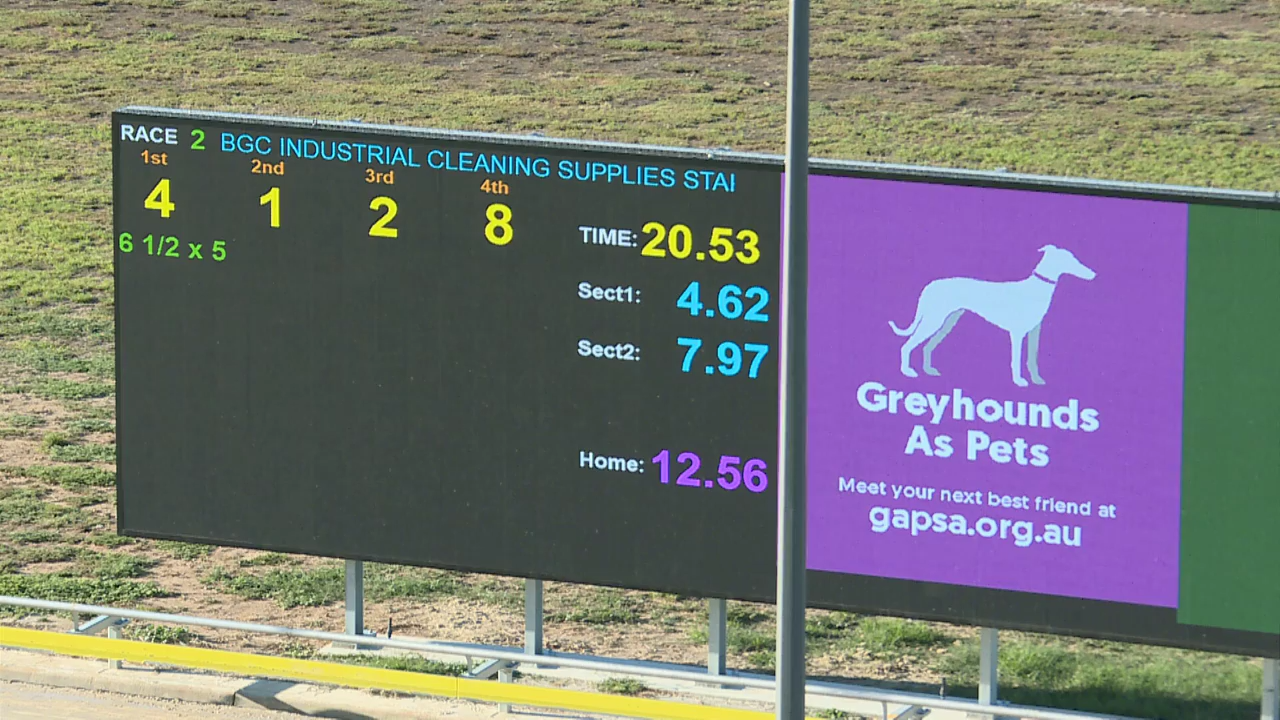 RACE 2 BGC INDUSTRIAL CLEANING SUPPLIES STAI
1st 2nd 3rd 4th
4 1 2 8
6 1/2 x 5
TIME: 20.53
Sect1: 4.62
Sect2: 7.97
Home: 12.56
Greyhounds
As Pets
Meet your next best friend at
gapsa.org.au